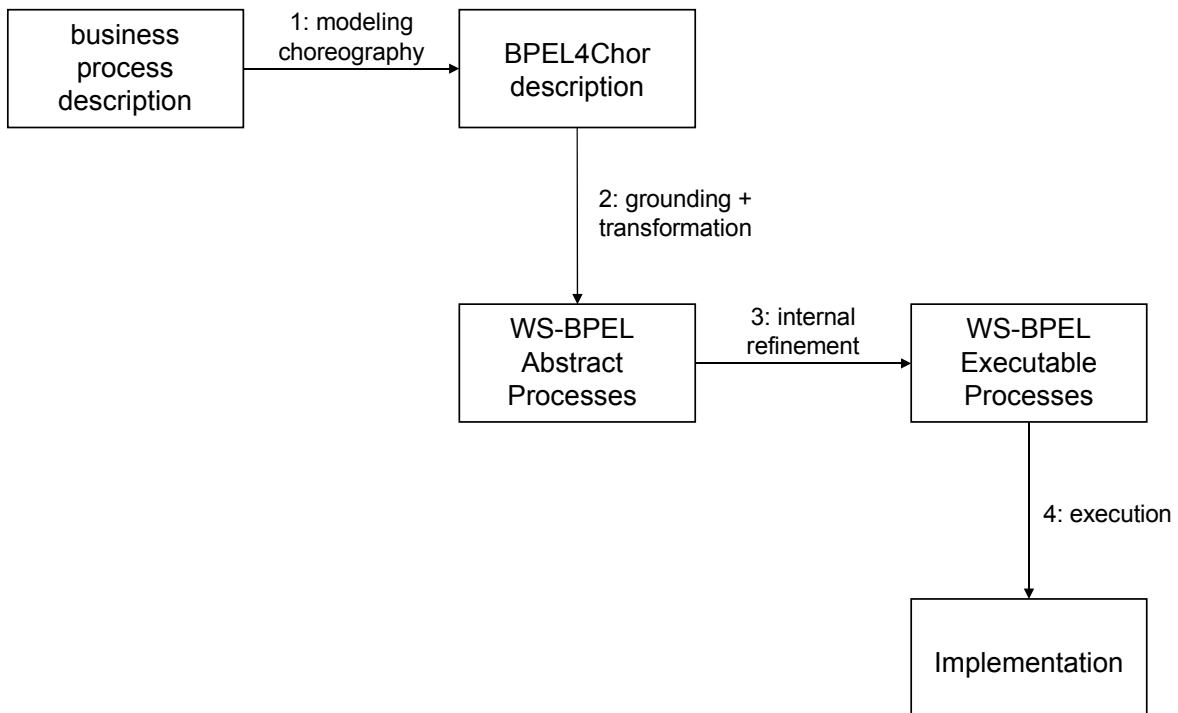 business
process
description
1: modeling
choreography
BPEL4Chor
description
2: grounding +
transformation
WS-BPEL
Abstract
Processes
3: internal
refinement
WS-BPEL
Executable
Processes
4: execution
Implementation